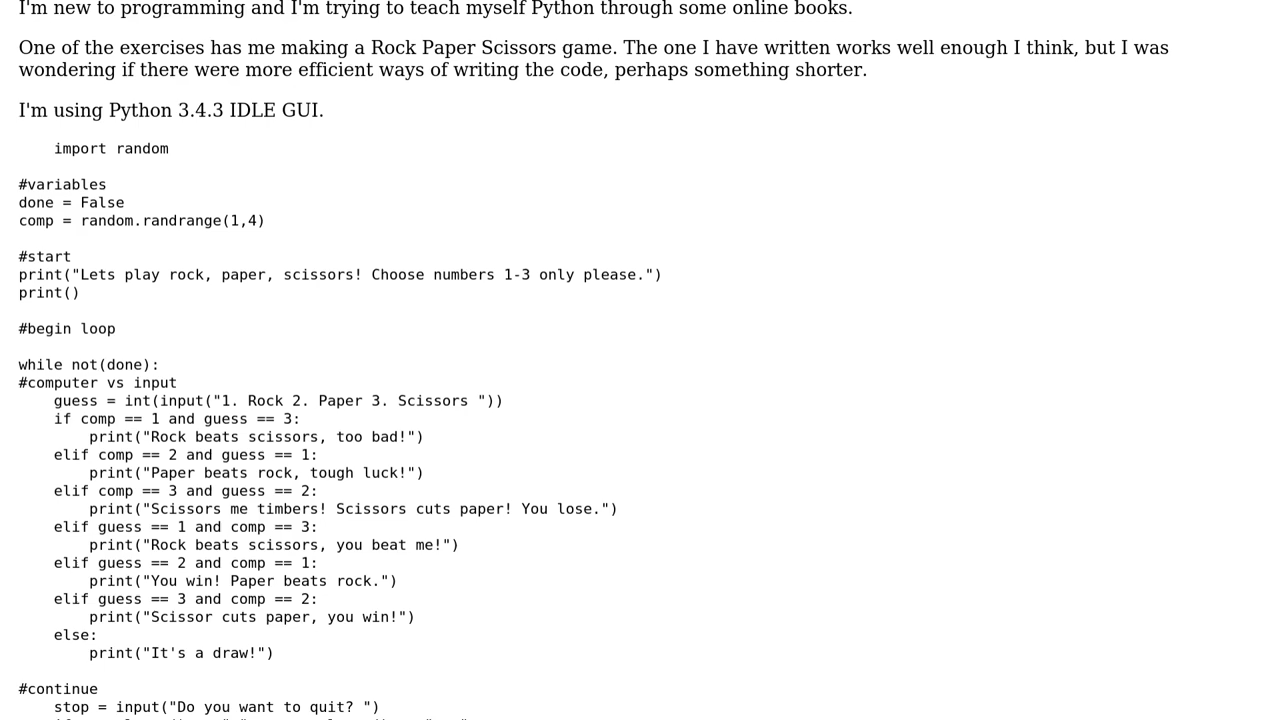 I'm new to programming and I'm trying to teach myself Python through some online books.
One of the exercises has me making a Rock Paper Scissors game. The one I have written works well enough I think, but I was
wondering if there were more efficient ways of writing the code, perhaps something shorter.
I'm using Python 3.4.3 IDLE GUI.
    import random
#variables
done = False
comp = random.randrange(1,4)
#start
print("Lets play rock, paper, scissors! Choose numbers 1-3 only please.")
print()
#begin loop
while not(done):
#computer vs input
    guess = int(input("1. Rock 2. Paper 3. Scissors "))
    if comp == 1 and guess == 3:
        print("Rock beats scissors, too bad!")
    elif comp == 2 and guess == 1:
        print("Paper beats rock, tough luck!")
    elif comp == 3 and guess == 2:
        print("Scissors me timbers! Scissors cuts paper! You lose.")
    elif guess == 1 and comp == 3:
        print("Rock beats scissors, you beat me!")
    elif guess == 2 and comp == 1:
        print("You win! Paper beats rock.")
    elif guess == 3 and comp == 2:
        print("Scissor cuts paper, you win!")
    else:
        print("It's a draw!")
#continue
    stop = input("Do you want to quit? ")